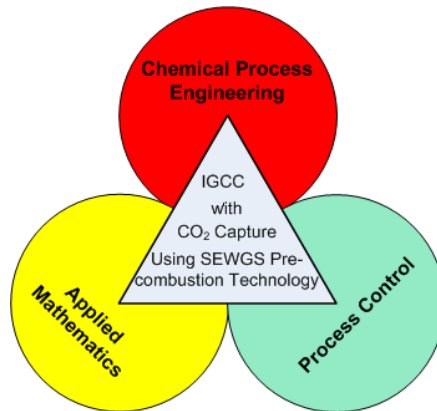 Chemical Process
Engineering
IGCC
with
CO₂ Capture
Using SEWGS Pre-
combustion Technology
Applied
Mathematics
Process Control